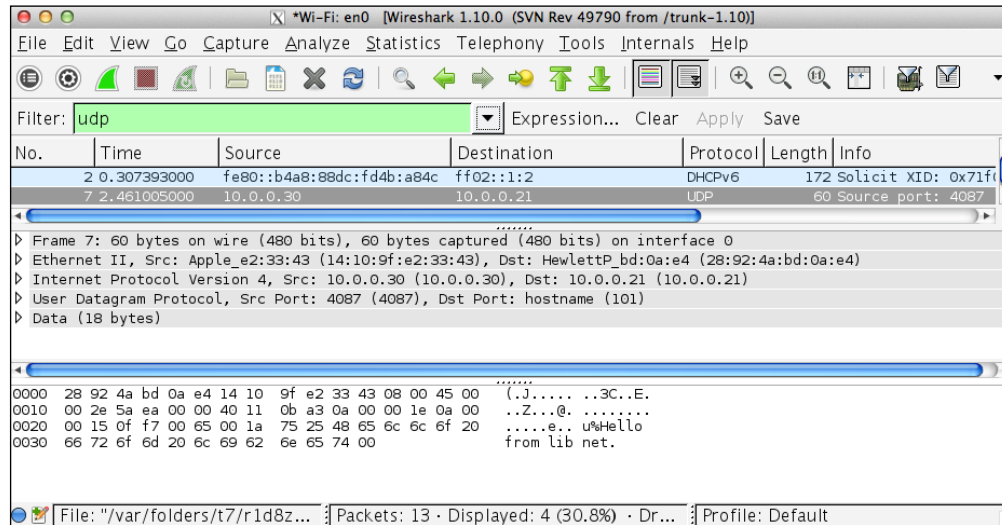 *Wi-Fi: en0 [Wireshark 1.10.0 (SVN Rev 49790 from /trunk-1.10)]
File Edit View Go Capture Analyze Statistics Telephony Tools Internals Help
Filter: udp Expression... Clear Apply Save
No. Time Source Destination Protocol Length Info
2 0.307393000 fe80::b4a8:88dc:fd4b:a84c ff02::1:2 DHCPv6 172 Solicit XID: 0x71f
7 2.461005000 10.0.0.30 10.0.0.21 UDP 60 Source port: 4087
Frame 7: 60 bytes on wire (480 bits), 60 bytes captured (480 bits) on interface 0
Ethernet II, Src: Apple_e2:33:43 (14:10:9f:e2:33:43), Dst: HewlettP_bd:0a:e4 (28:92:4a:bd:0a:e4)
Internet Protocol Version 4, Src: 10.0.0.30 (10.0.0.30), Dst: 10.0.0.21 (10.0.0.21)
User Datagram Protocol, Src Port: 4087 (4087), Dst Port: hostname (101)
Data (18 bytes)
0000 28 92 4a bd 0a e4 14 10 9f e2 33 43 08 00 45 00 (.J..... ..3C..E.
0010 00 2e 5a ea 00 00 40 11 0b a3 0a 00 00 1e 0a 00 ..Z...@. ........
0020 00 15 0f f7 00 65 00 1a 75 25 48 65 6c 6c 6f 20 .....e.. u%Hello
0030 66 72 6f 6d 20 6c 69 62 6e 65 74 00 from lib net.
File: "/var/folders/t7/r1d8z... Packets: 13 · Displayed: 4 (30.8%) · Dr... Profile: Default